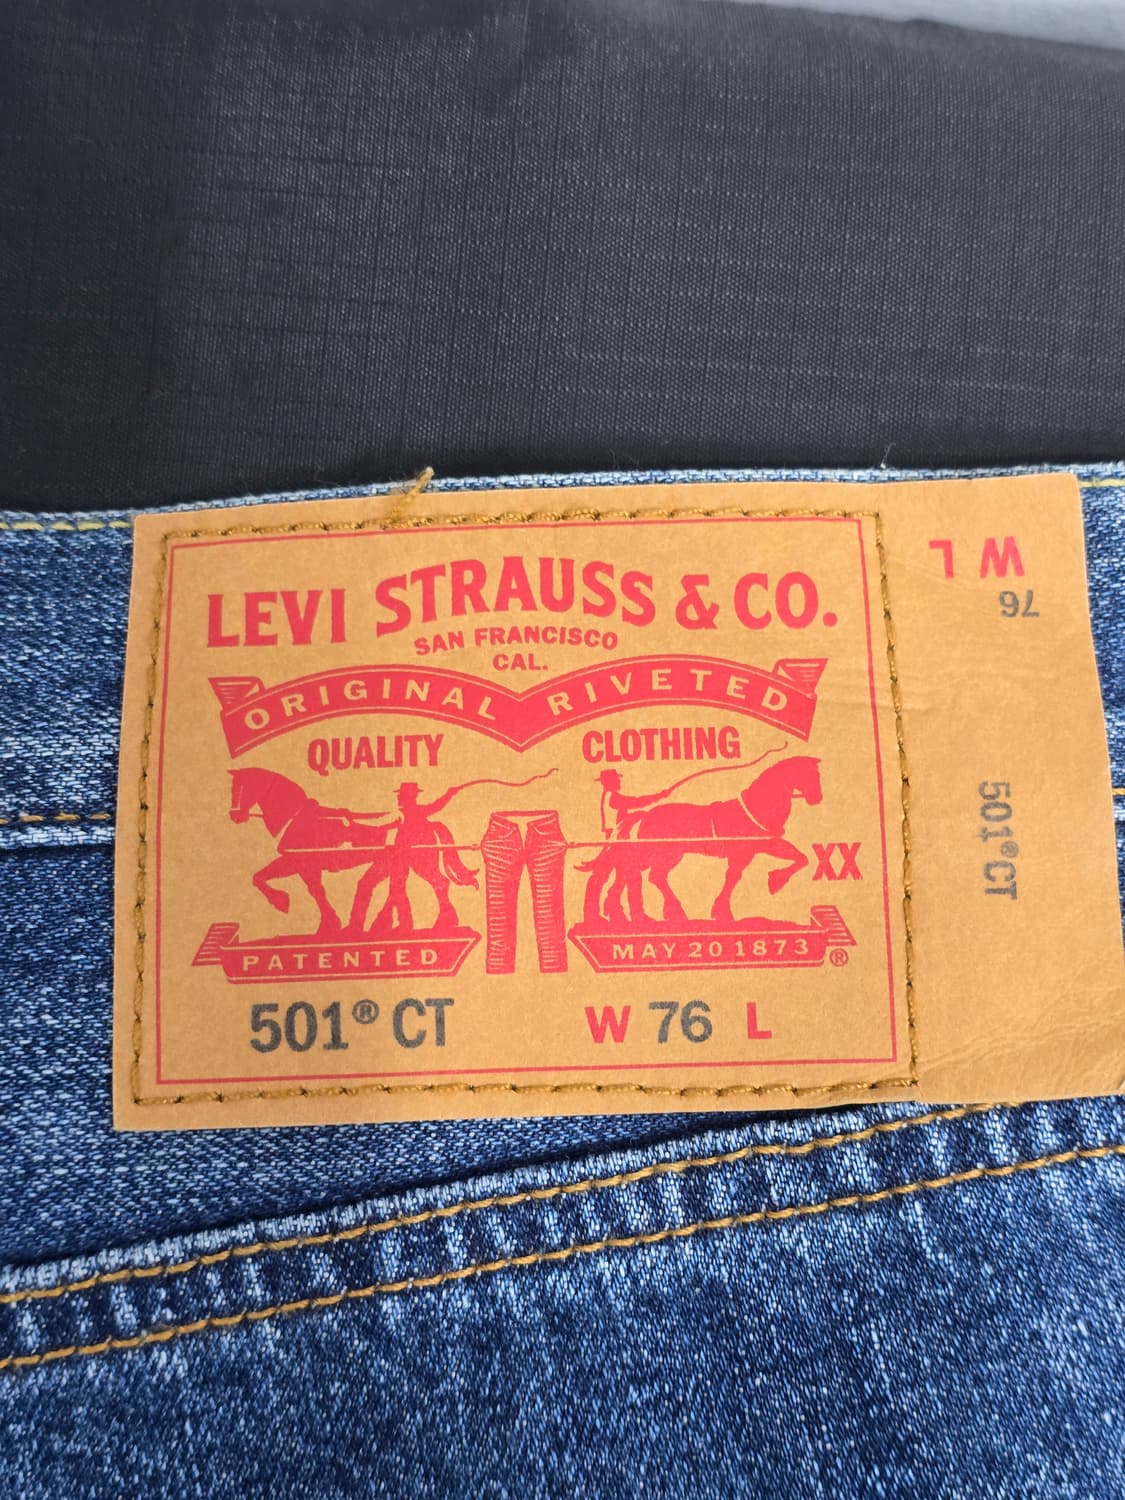 LEVI STRAUSS & CO.
SAN FRANCISCO
CAL.
ORIGINAL RIVETED
QUALITY CLOTHING
XX
PATENTED MAY 20 1873 ®
501® CT W 76 L
W L
76
501® CT